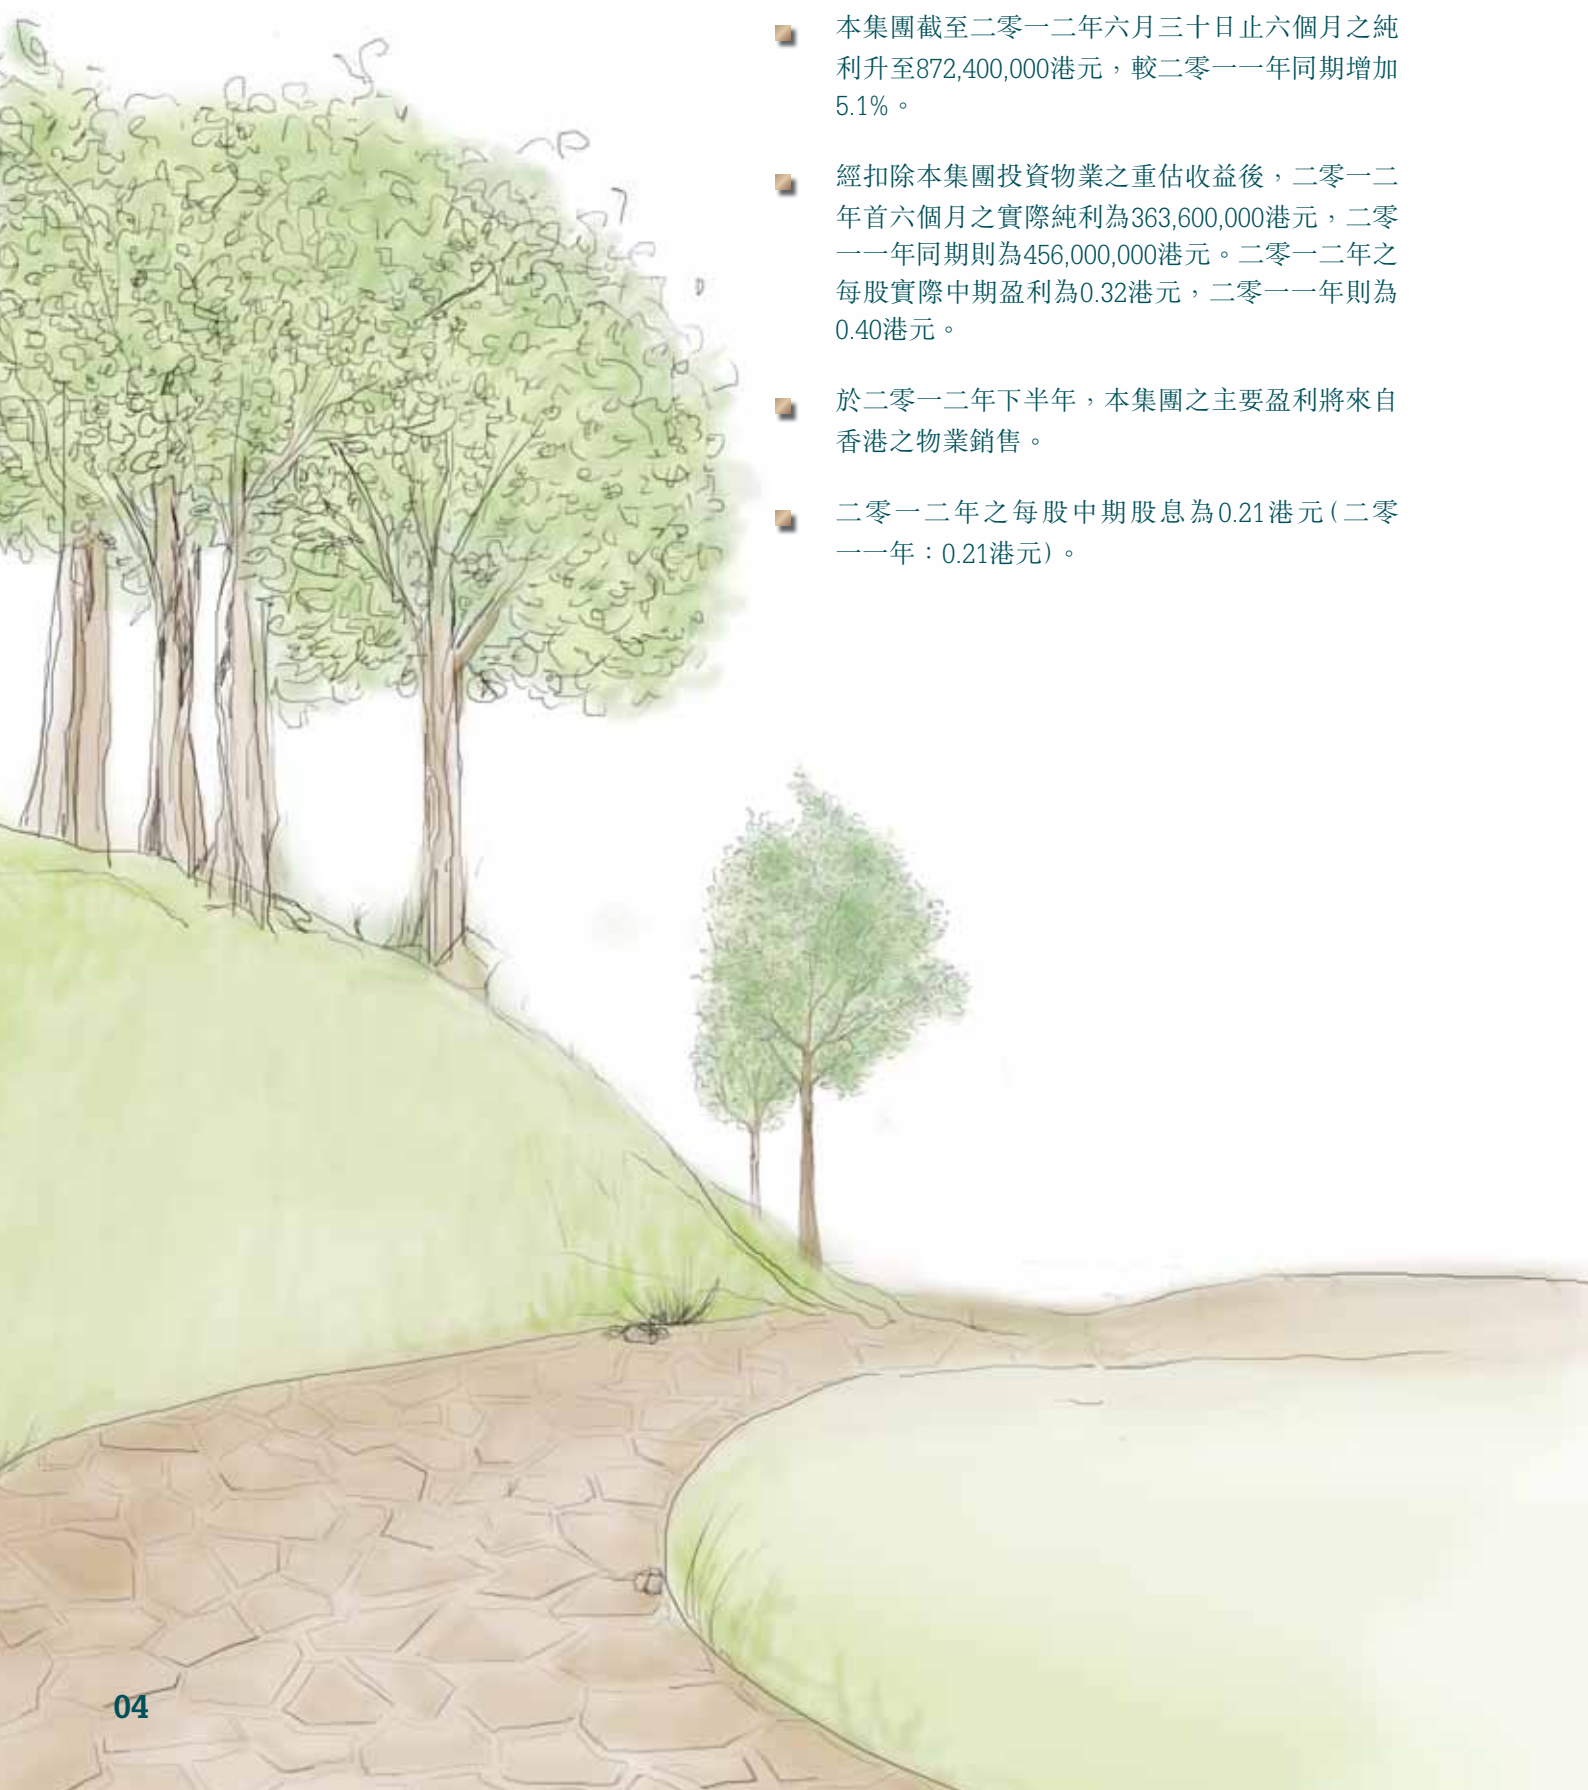 本集團截至二零一二年六月三十日止六個月之純
利升至872,400,000港元，較二零一一年同期增加
5.1%。
經扣除本集團投資物業之重估收益後，二零一二
年首六個月之實際純利為363,600,000港元，二零
一一年同期則為456,000,000港元。二零一二年之
每股實際中期盈利為0.32港元，二零一一年則為
0.40港元。
於二零一二年下半年，本集團之主要盈利將來自
香港之物業銷售。
二零一二年之每股中期股息為0.21港元（二零
一一年：0.21港元）。
04